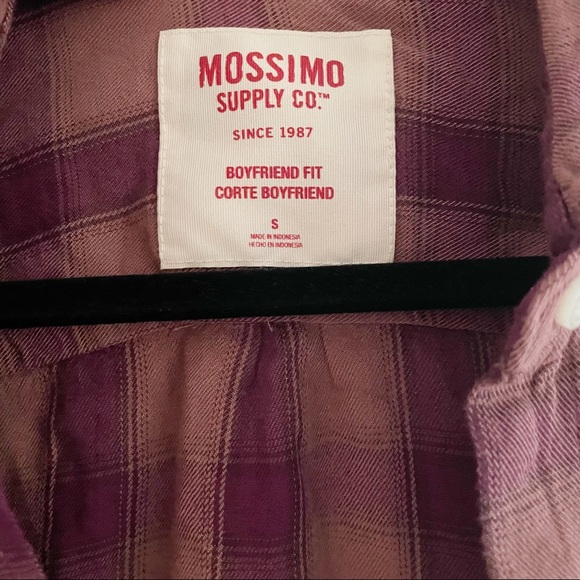 MOSSIMO
SUPPLY CO.™
SINCE 1987
BOYFRIEND FIT
CORTE BOYFRIEND
S
MADE IN INDONESIA
HECHO EN INDONESIA